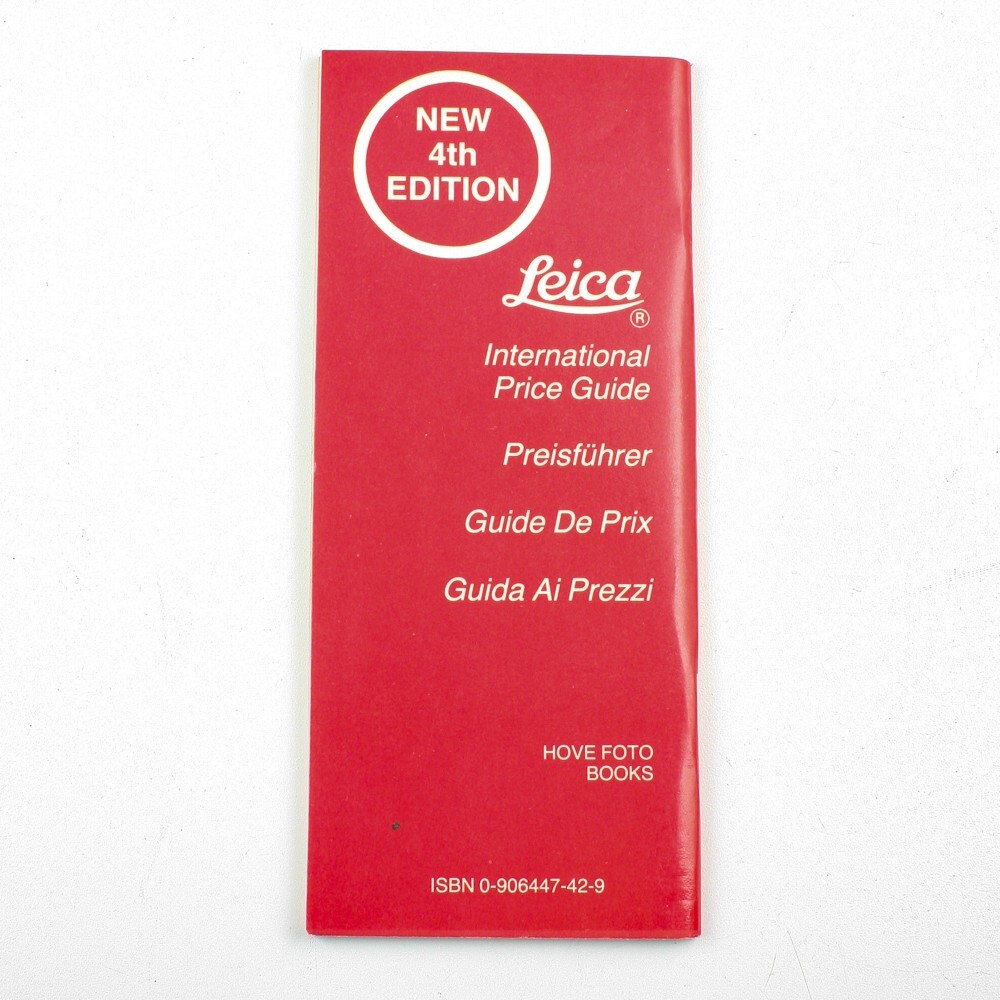 NEW
4th
EDITION
Leica
®
International
Price Guide
Preisführer
Guide De Prix
Guida Ai Prezzi
HOVE FOTO
BOOKS
ISBN 0-906447-42-9